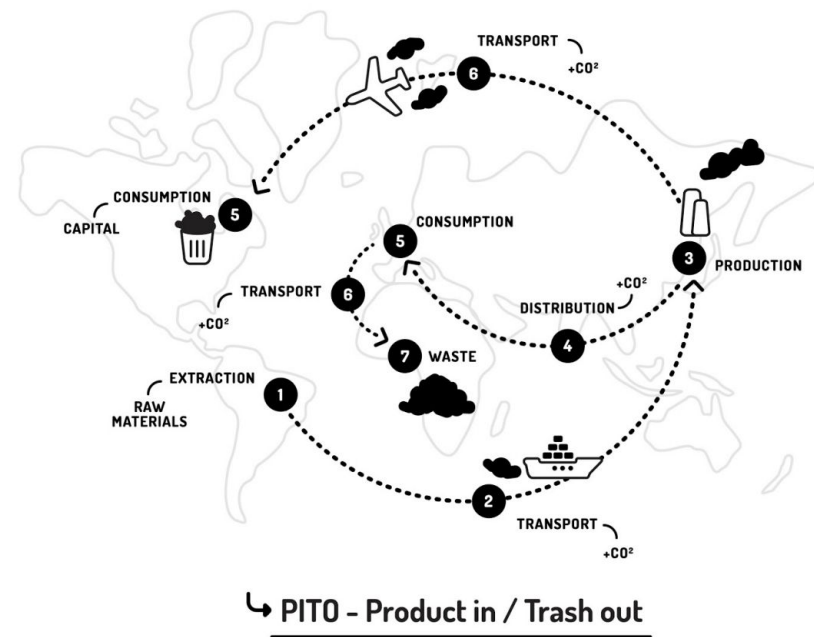 TRANSPORT
+CO²
6
CONSUMPTION
5
CAPITAL
5
CONSUMPTION
3
PRODUCTION
+CO²
TRANSPORT
6
+CO²
DISTRIBUTION
4
7
WASTE
EXTRACTION
1
RAW
MATERIALS
2
TRANSPORT
+CO²
PITO - Product in / Trash out